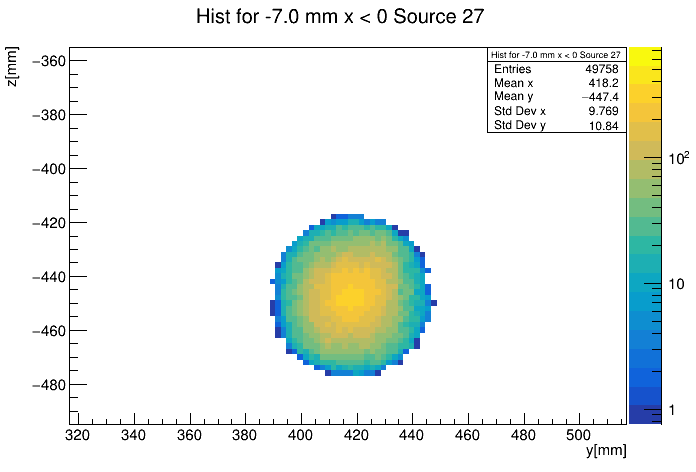 Hist for -7.0 mm x < 0 Source 27
z[mm]
Hist for -7.0 mm x < 0 Source 27
Entries 49758
Mean x 418.2
Mean y −447.4
Std Dev x 9.769
Std Dev y 10.84
−360
−380
−400
−420
−440
−460
−480
10²
10
1
320 340 360 380 400 420 440 460 480 500
y[mm]